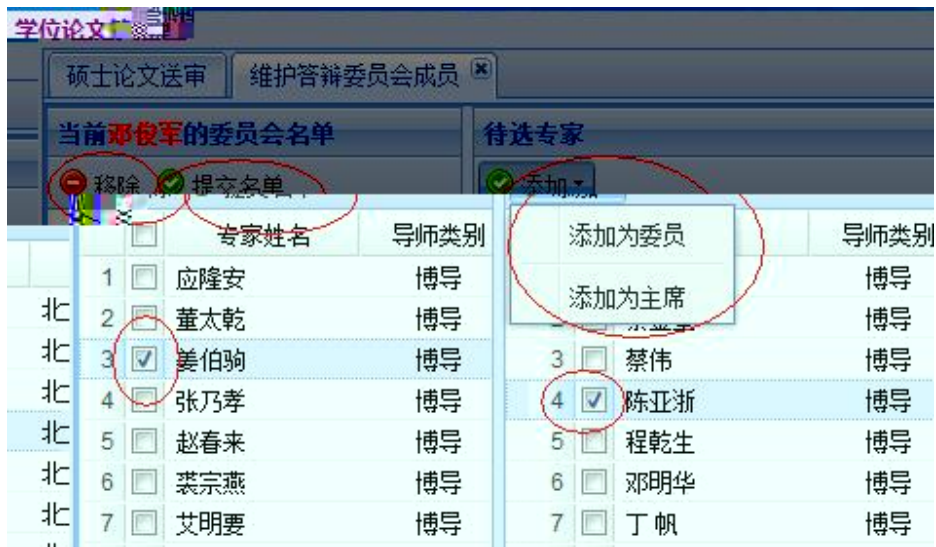 学位论文
硕士论文送审 维护答辩委员会成员
当前邓俊军的委员会名单
移除 提交名单
专家姓名 导师类别
1 应隆安 博导
2 董太乾 博导
3 姜伯驹 博导
4 张乃孝 博导
5 赵春来 博导
6 裘宗燕 博导
7 艾明要 博导
待选专家
添加
添加为委员
添加为主席
导师类别
博导
博导
3 蔡伟 博导
4 陈亚浙 博导
5 程乾生 博导
6 邓明华 博导
7 丁帆 博导
北
北
北
北
北
北